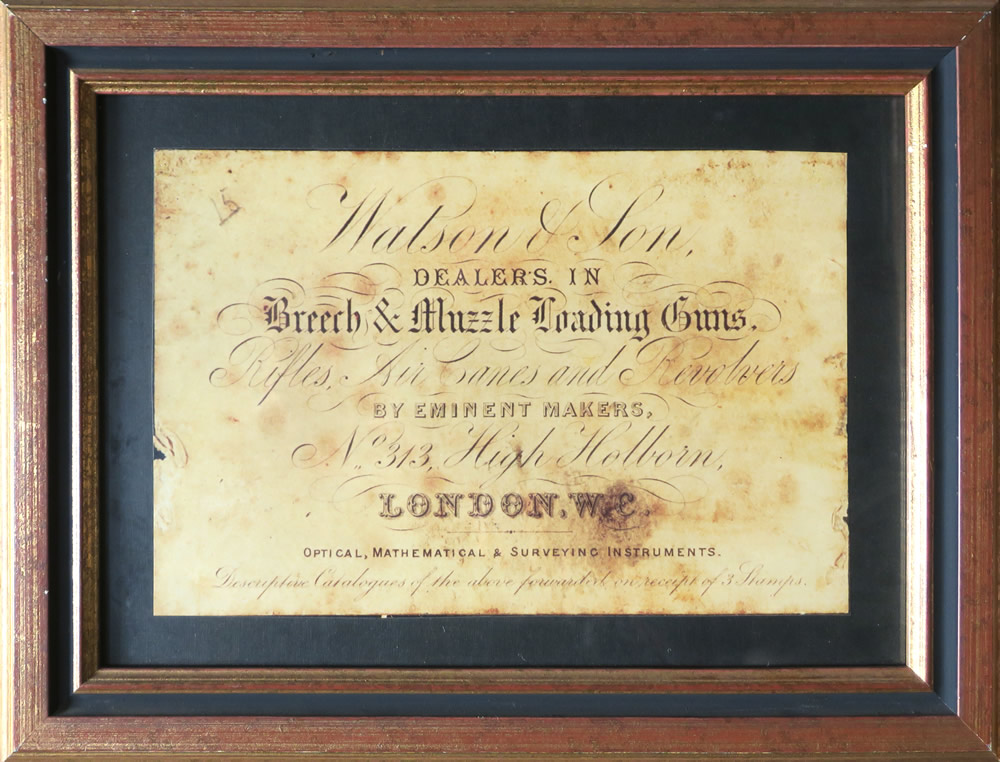 Watson & Son,
DEALERS. IN
Breech & Muzzle Loading Guns.
Rifles, Air Canes and Revolvers
BY EMINENT MAKERS,
No. 313, High Holborn,
LONDON. W.C.
OPTICAL, MATHEMATICAL & SURVEYING INSTRUMENTS.
Descriptive Catalogues of the above forwarded on receipt of 3 Stamps.